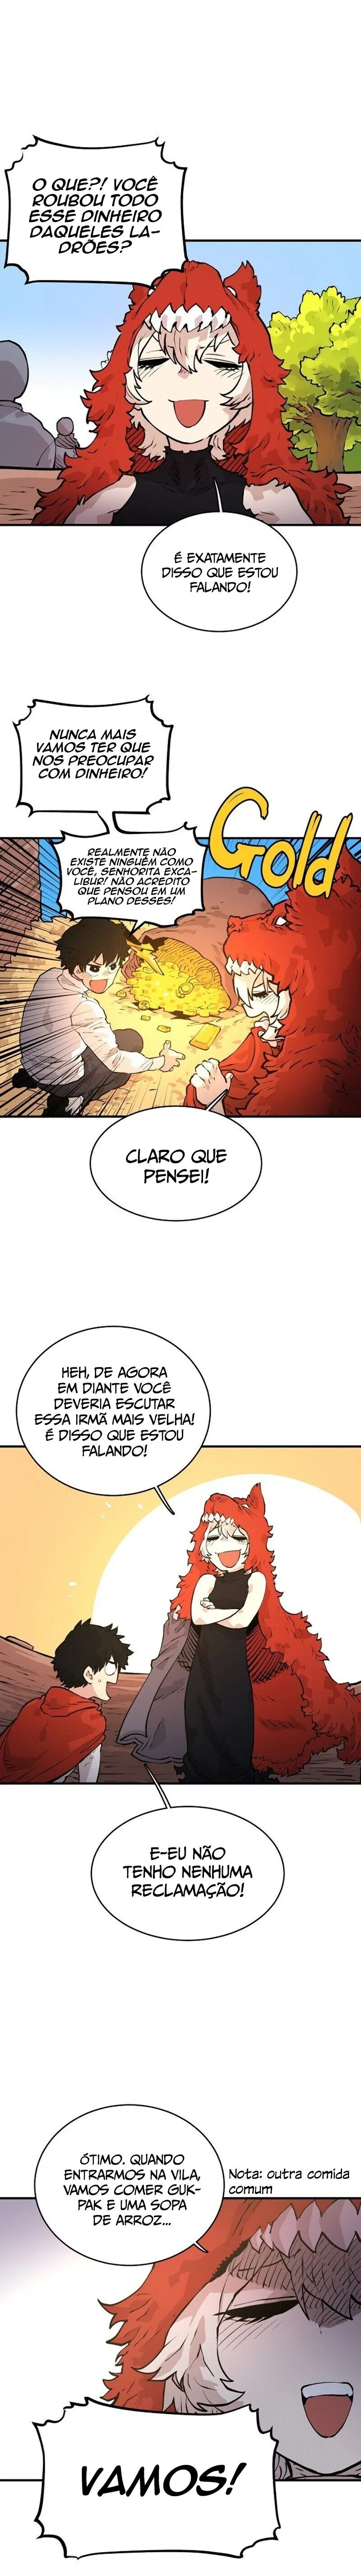 O QUE?! VOCÊ
ROUBOU TODO
ESSE DINHEIRO
DAQUELES LA-
DRÕES?
É EXATAMENTE
DISSO QUE ESTOU
FALANDO!
NUNCA MAIS
VAMOS TER QUE
NOS PREOCUPAR
COM DINHEIRO!
GOLD
REALMENTE NÃO
EXISTE NINGUÉM COMO
VOCÊ, SENHORITA EXCA-
LIBUR! NÃO ACREDITO
QUE PENSOU EM UM
PLANO DESSES!
CLARO QUE
PENSEI!
HEH, DE AGORA
EM DIANTE VOCÊ
DEVERIA ESCUTAR
ESSA IRMÃ MAIS VELHA!
É DISSO QUE ESTOU
FALANDO!
E-EU NÃO
TENHO NENHUMA
RECLAMAÇÃO!
ÓTIMO. QUANDO
ENTRARMOS NA VILA,
VAMOS COMER GUK-
PAK E UMA SOPA
DE ARROZ...
Nota: outra comida
comum
VAMOS!